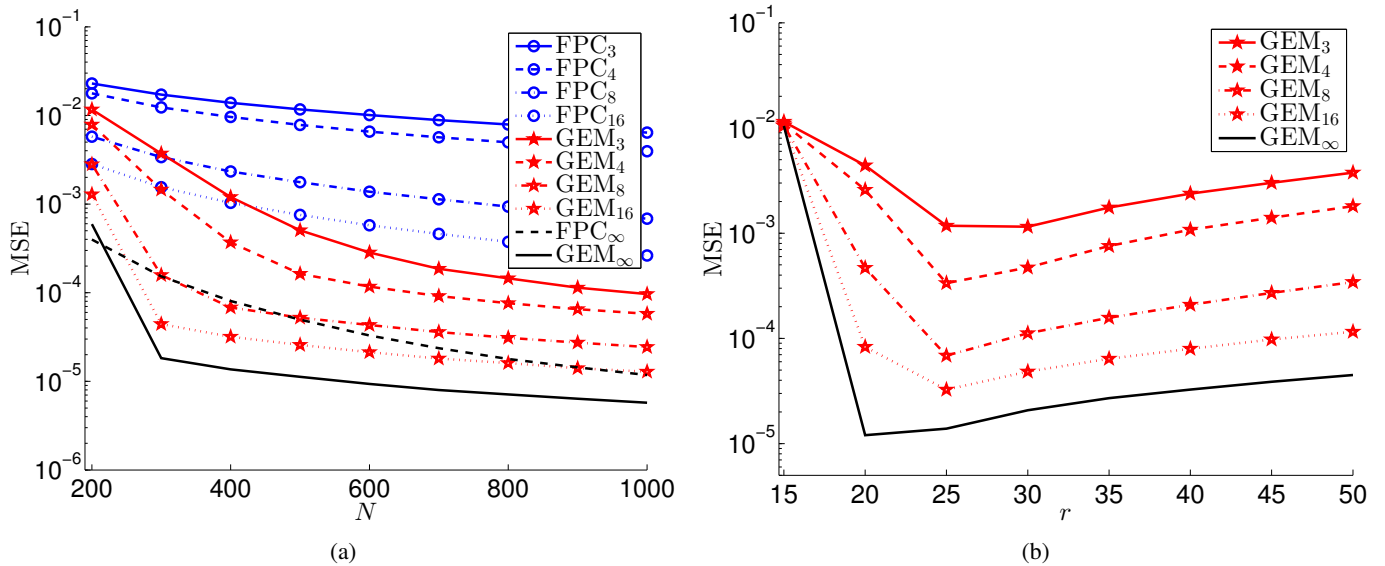 10⁻¹
10⁻²
10⁻³
10⁻⁴
10⁻⁵
10⁻⁶
MSE
200 400 600 800 1000
N
FPC₃
FPC₄
FPC₈
FPC₁₆
GEM₃
GEM₄
GEM₈
GEM₁₆
FPC∞
GEM∞
(a)
10⁻¹
10⁻²
10⁻³
10⁻⁴
10⁻⁵
MSE
15 20 25 30 35 40 45 50
r
GEM₃
GEM₄
GEM₈
GEM₁₆
GEM∞
(b)